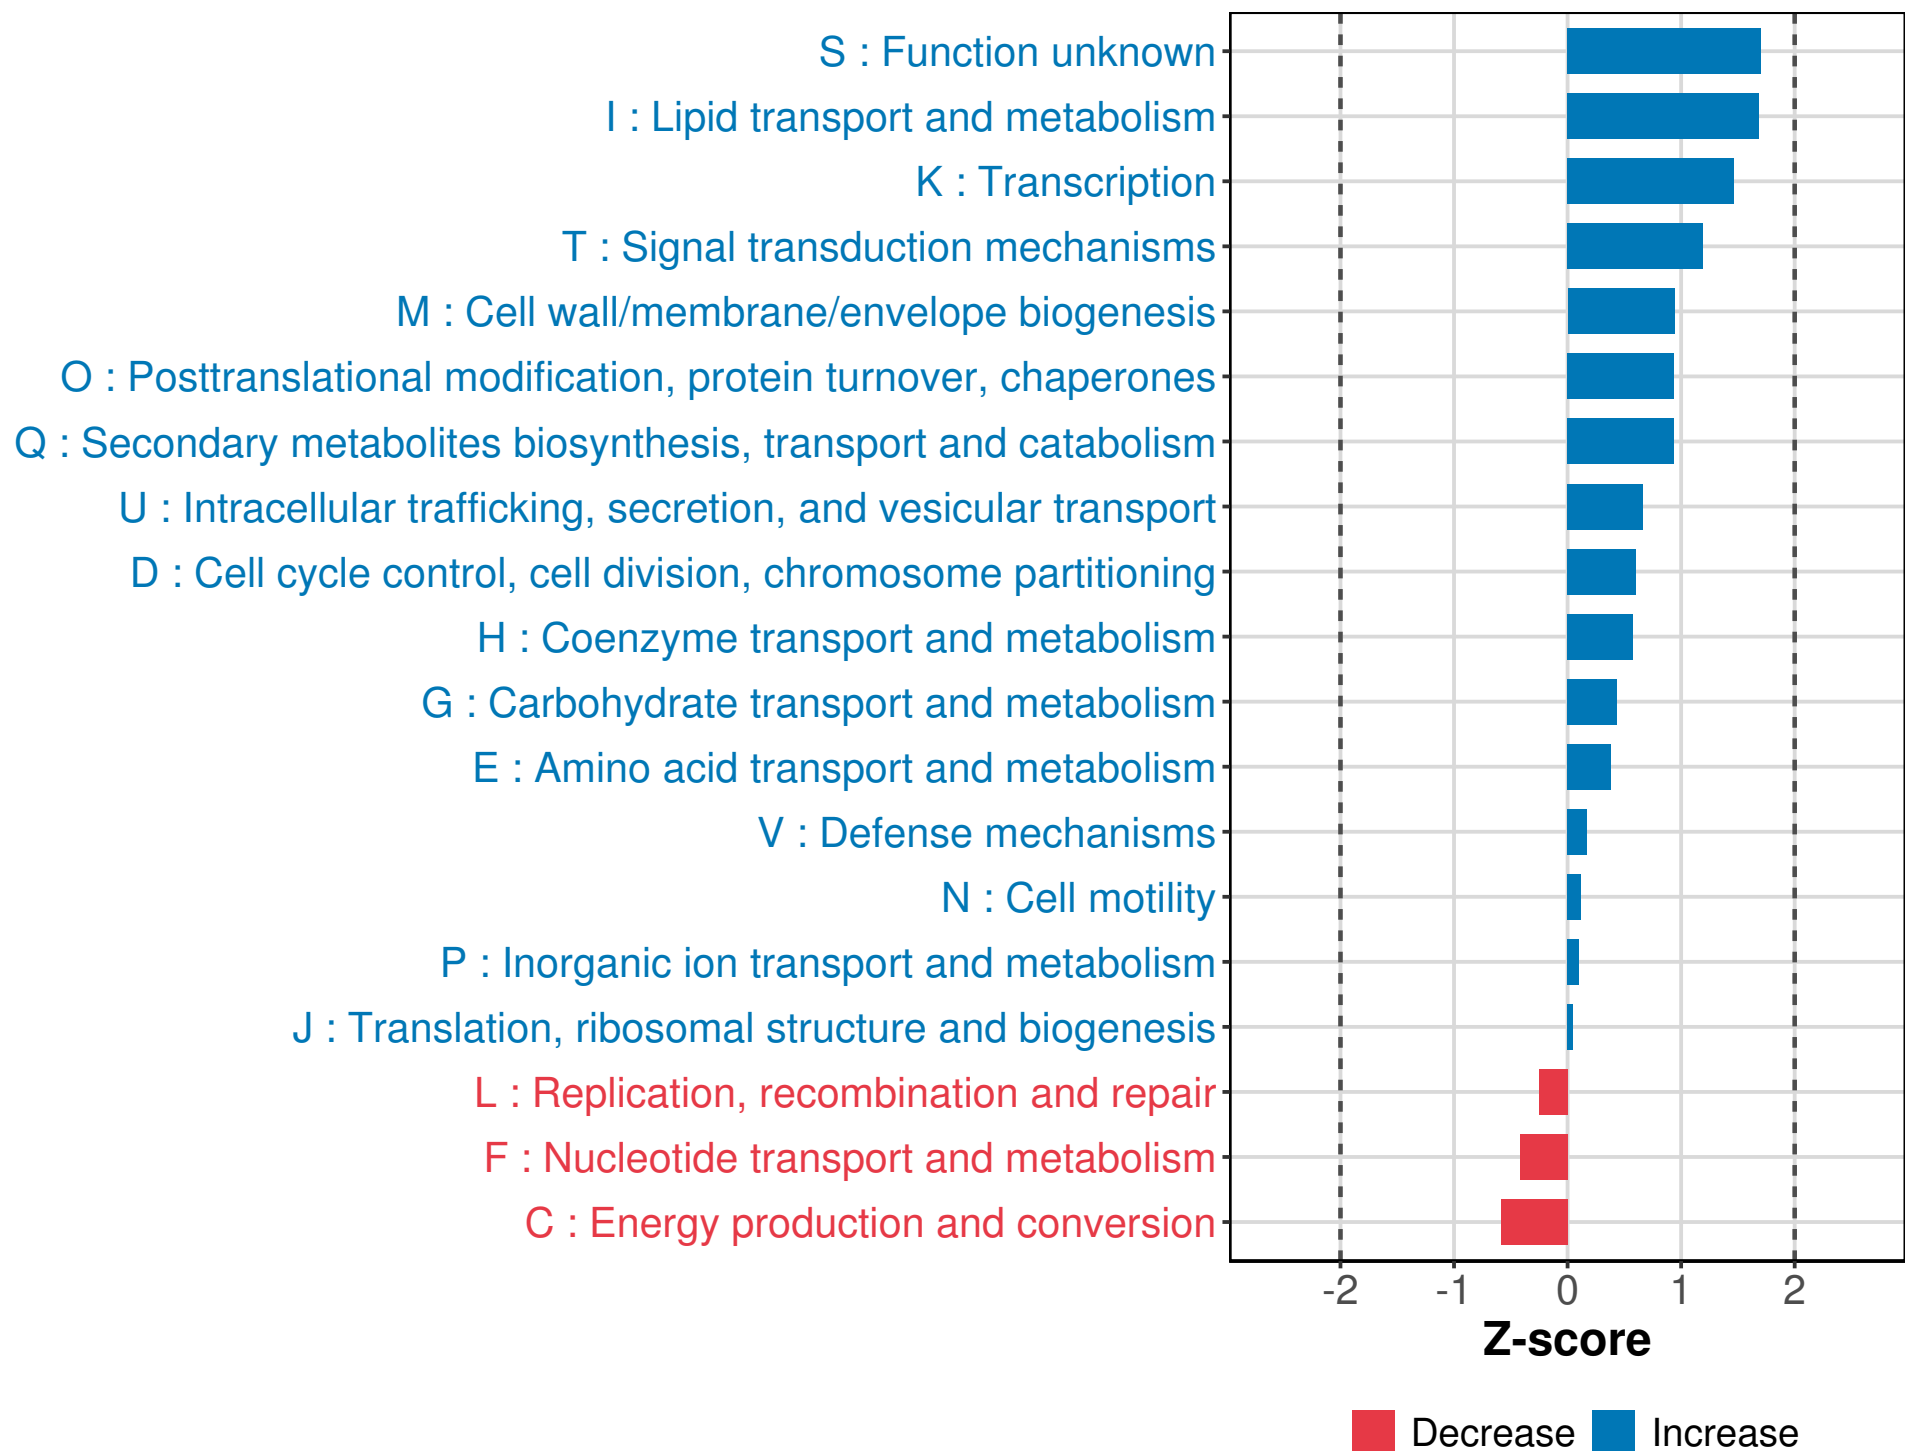 S : Function unknown
I : Lipid transport and metabolism
K : Transcription
T : Signal transduction mechanisms
M : Cell wall/membrane/envelope biogenesis
O : Posttranslational modification, protein turnover, chaperones
Q : Secondary metabolites biosynthesis, transport and catabolism
U : Intracellular trafficking, secretion, and vesicular transport
D : Cell cycle control, cell division, chromosome partitioning
H : Coenzyme transport and metabolism
G : Carbohydrate transport and metabolism
E : Amino acid transport and metabolism
V : Defense mechanisms
N : Cell motility
P : Inorganic ion transport and metabolism
J : Translation, ribosomal structure and biogenesis
L : Replication, recombination and repair
F : Nucleotide transport and metabolism
C : Energy production and conversion
-2 -1 0 1 2
Z-score
Decrease Increase